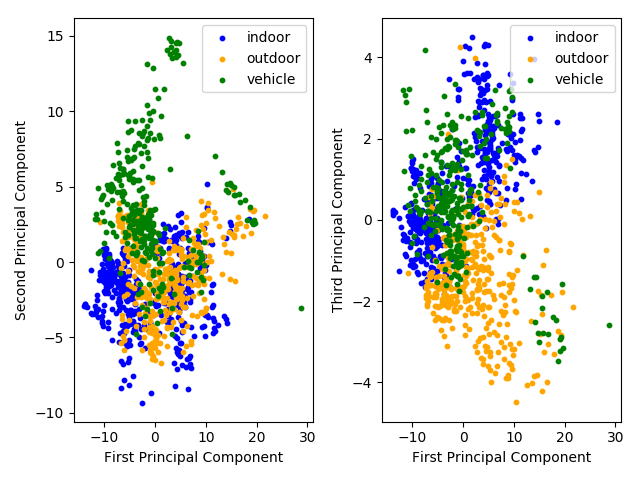 indoor
outdoor
vehicle
15
10
5
0
−5
−10
Second Principal Component
−10
0
10
20
30
First Principal Component
indoor
outdoor
vehicle
4
2
0
−2
−4
Third Principal Component
−10
0
10
20
30
First Principal Component